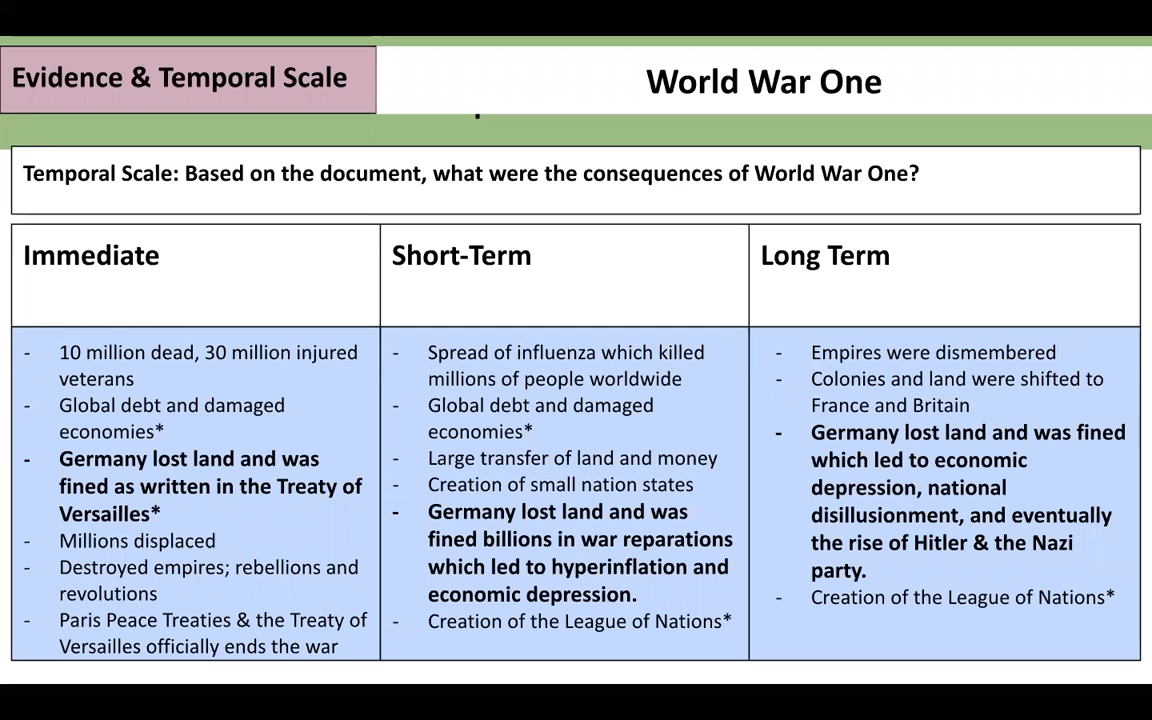 Evidence & Temporal Scale
World War One
Temporal Scale: Based on the document, what were the consequences of World War One?
Immediate
Short-Term
Long Term
- 10 million dead, 30 million injured
veterans
- Global debt and damaged
economies*
- Germany lost land and was
fined as written in the Treaty of
Versailles*
- Millions displaced
- Destroyed empires; rebellions and
revolutions
- Paris Peace Treaties & the Treaty of
Versailles officially ends the war
- Spread of influenza which killed
millions of people worldwide
- Global debt and damaged
economies*
- Large transfer of land and money
- Creation of small nation states
- Germany lost land and was
fined billions in war reparations
which led to hyperinflation and
economic depression.
- Creation of the League of Nations*
- Empires were dismembered
- Colonies and land were shifted to
France and Britain
- Germany lost land and was fined
which led to economic
depression, national
disillusionment, and eventually
the rise of Hitler & the Nazi
party.
- Creation of the League of Nations*